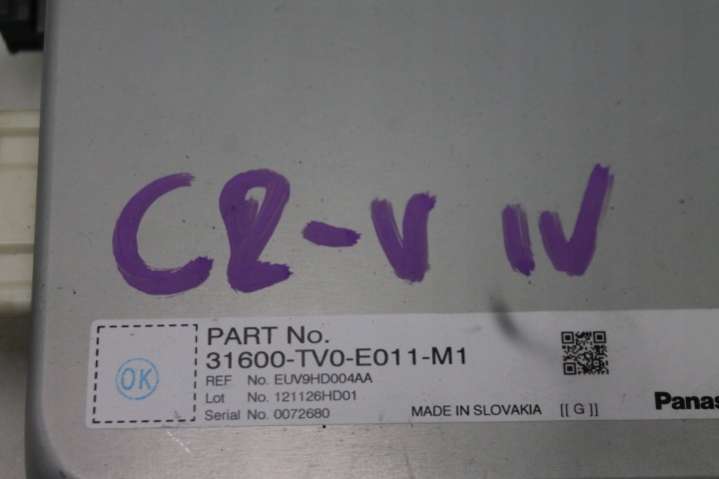 CR-V IV
PART No.
31600-TV0-E011-M1
OK
REF No. EUV9HD004AA
Lot No. 121126HD01
Serial No. 0072680
MADE IN SLOVAKIA [[ G ]]
Panas